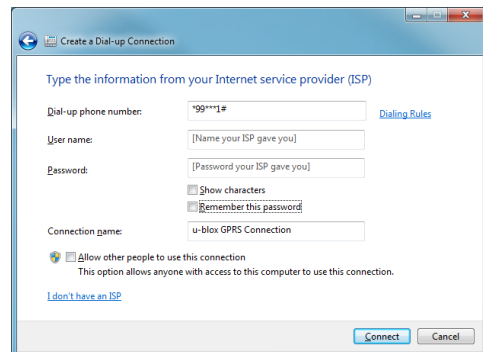 Create a Dial-up Connection
Type the information from your Internet service provider (ISP)
Dial-up phone number: *99***1# Dialing Rules
User name: [Name your ISP gave you]
Password: [Password your ISP gave you]
Show characters
Remember this password
Connection name: u-blox GPRS Connection
Allow other people to use this connection
This option allows anyone with access to this computer to use this connection.
I don't have an ISP
Connect Cancel